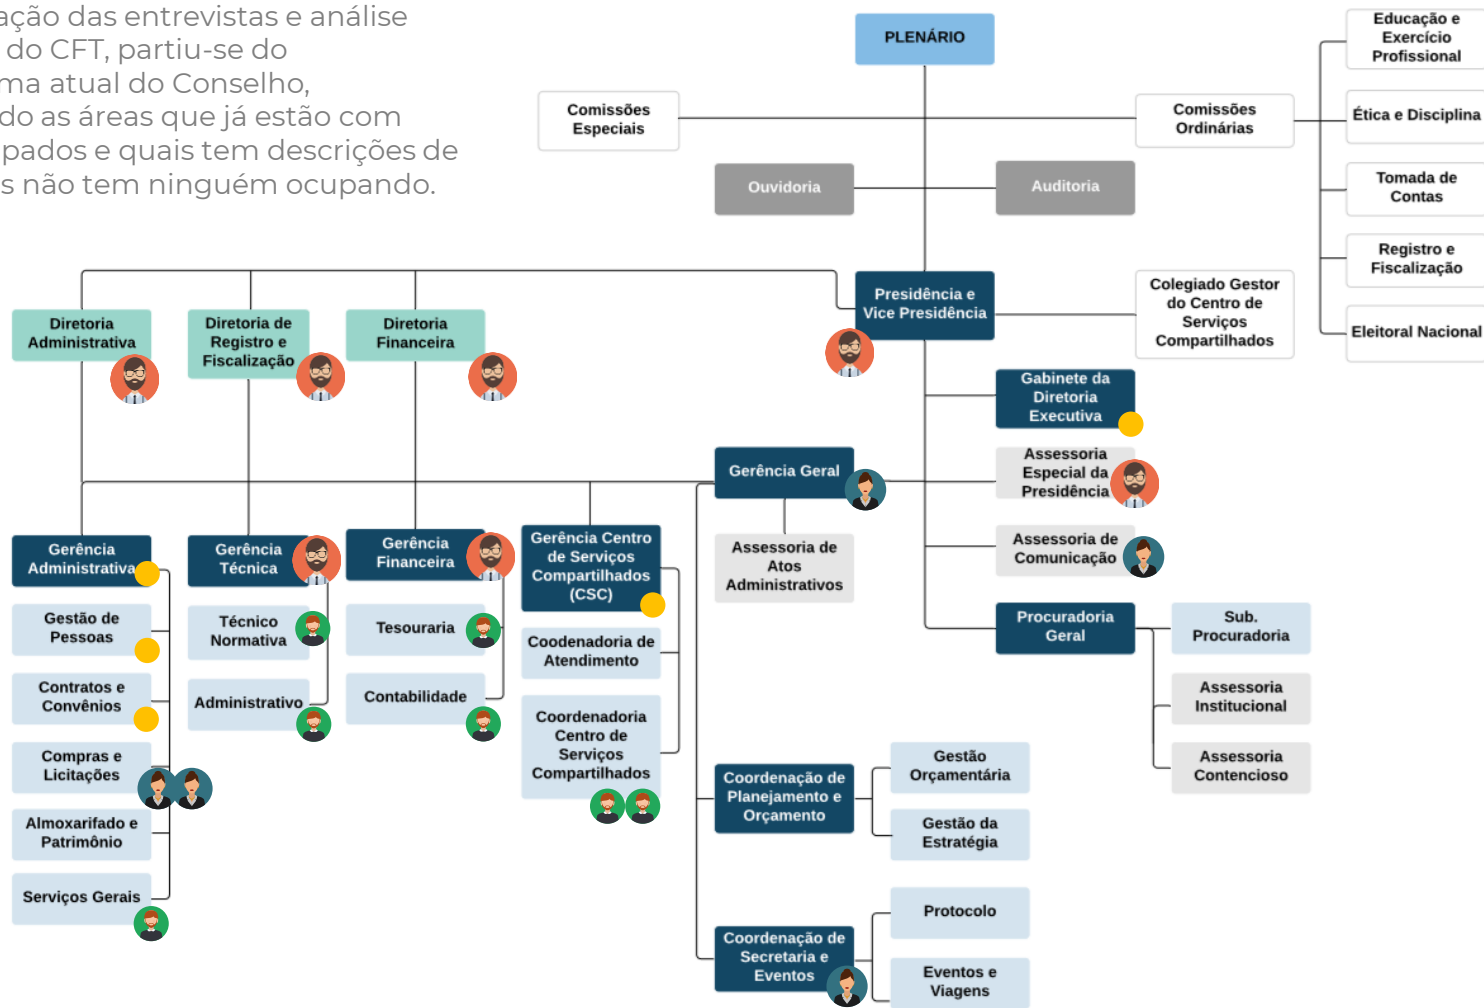 ação das entrevistas e análise
do CFT, partiu-se do
ma atual do Conselho,
do as áreas que já estão com
pados e quais tem descrições de
s não tem ninguém ocupando.
PLENÁRIO
Comissões
Especiais
Comissões
Ordinárias
Educação e
Exercício
Profissional
Ética e Disciplina
Tomada de
Contas
Registro e
Fiscalização
Eleitoral Nacional
Ouvidoria
Auditoria
Presidência e
Vice Presidência
Colegiado Gestor
do Centro de
Serviços
Compartilhados
Diretoria
Administrativa
Diretoria de
Registro e
Fiscalização
Diretoria
Financeira
Gabinete da
Diretoria
Executiva
Gerência Geral
Assessoria
Especial da
Presidência
Assessoria de
Atos
Administrativos
Assessoria de
Comunicação
Procuradoria
Geral
Sub.
Procuradoria
Assessoria
Institucional
Assessoria
Contencioso
Gerência
Administrativa
Gestão de
Pessoas
Contratos e
Convênios
Compras e
Licitações
Almoxarifado e
Patrimônio
Serviços Gerais
Gerência
Técnica
Técnico
Normativa
Administrativo
Gerência
Financeira
Tesouraria
Contabilidade
Gerência Centro
de Serviços
Compartilhados
(CSC)
Coodenadoria de
Atendimento
Coordenadoria
Centro de
Serviços
Compartilhados
Coordenação de
Planejamento e
Orçamento
Gestão
Orçamentária
Gestão da
Estratégia
Coordenação de
Secretaria e
Eventos
Protocolo
Eventos e
Viagens